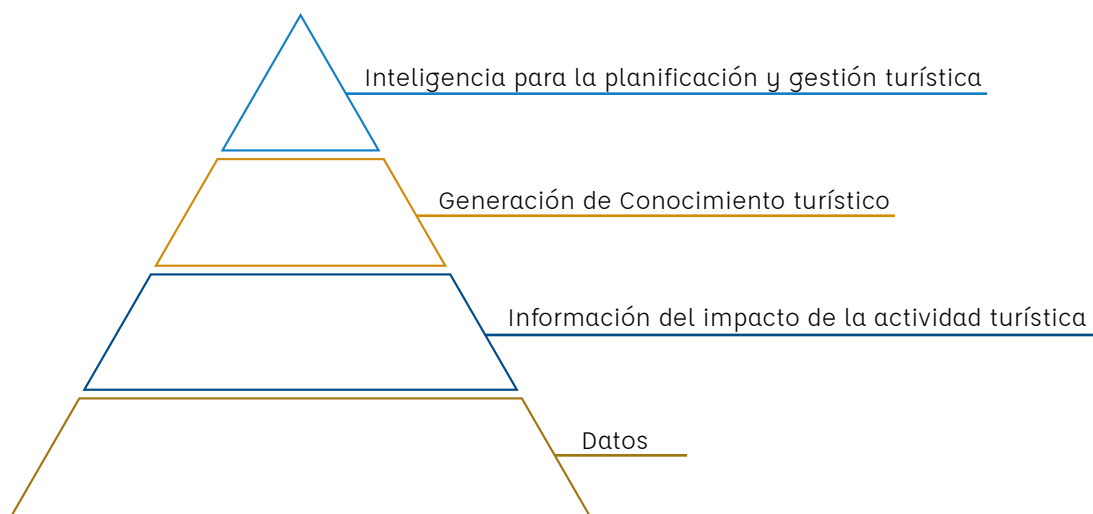 Inteligencia para la planificación y gestión turística
Generación de Conocimiento turístico
Información del impacto de la actividad turística
Datos